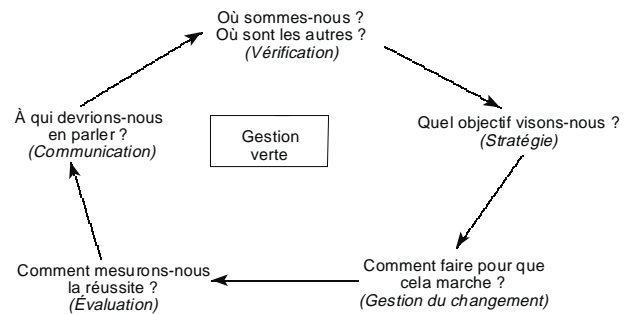 Où sommes-nous ?
Où sont les autres ?
(Vérification)
Quel objectif visons-nous ?
(Stratégie)
Comment faire pour que
cela marche ?
(Gestion du changement)
Comment mesurons-nous
la réussite ?
(Évaluation)
À qui devrions-nous
en parler ?
(Communication)
Gestion
verte